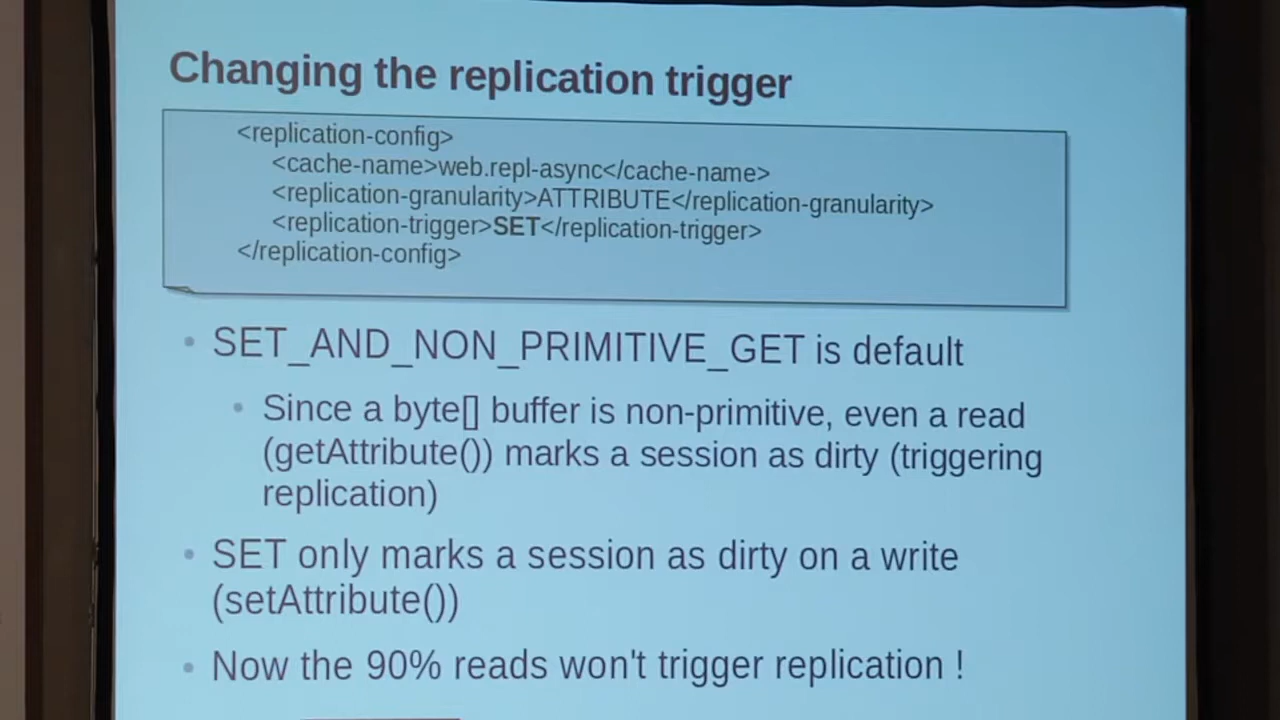 Changing the replication trigger
<replication-config>
<cache-name>web.repl-async</cache-name>
<replication-granularity>ATTRIBUTE</replication-granularity>
<replication-trigger>SET</replication-trigger>
</replication-config>
• SET_AND_NON_PRIMITIVE_GET is default
• Since a byte[] buffer is non-primitive, even a read
(getAttribute()) marks a session as dirty (triggering
replication)
• SET only marks a session as dirty on a write
(setAttribute())
• Now the 90% reads won't trigger replication !